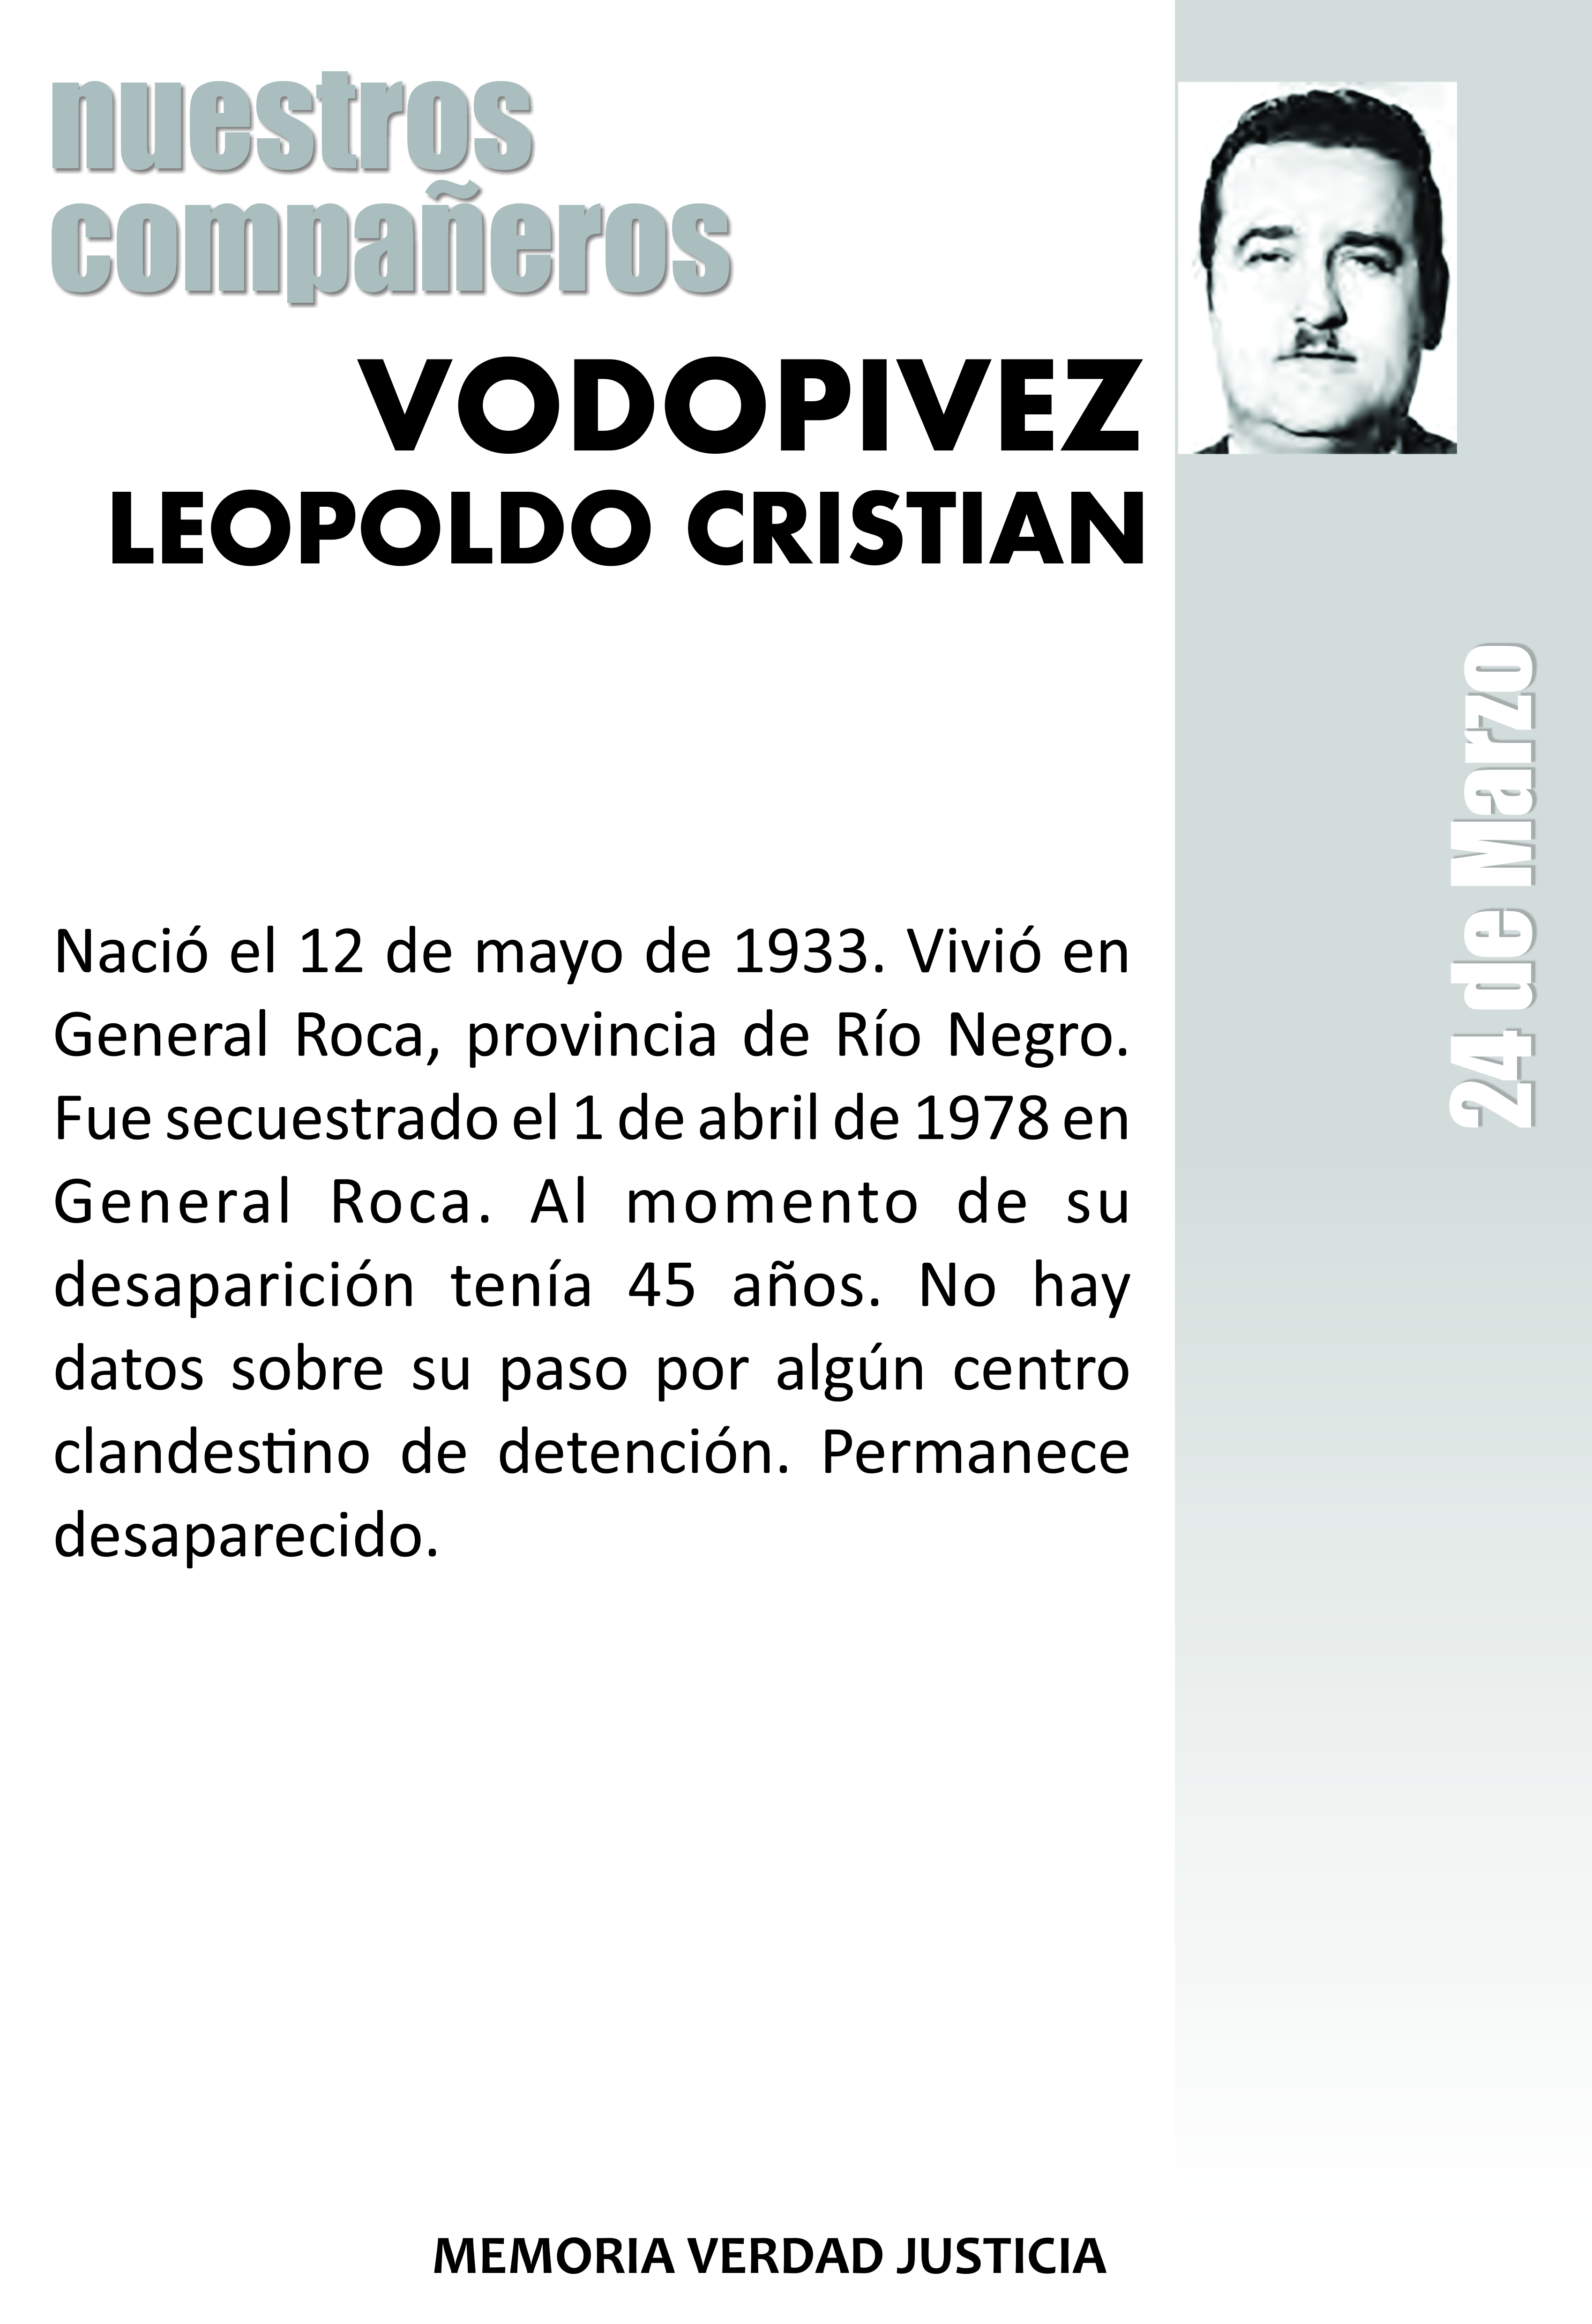 nuestros
compañeros
VODOPIVEZ
LEOPOLDO CRISTIAN
24 de Marzo
Nació el 12 de mayo de 1933. Vivió en
General Roca, provincia de Río Negro.
Fue secuestrado el 1 de abril de 1978 en
General Roca. Al momento de su
desaparición tenía 45 años. No hay
datos sobre su paso por algún centro
clandestino de detención. Permanece
desaparecido.
MEMORIA VERDAD JUSTICIA